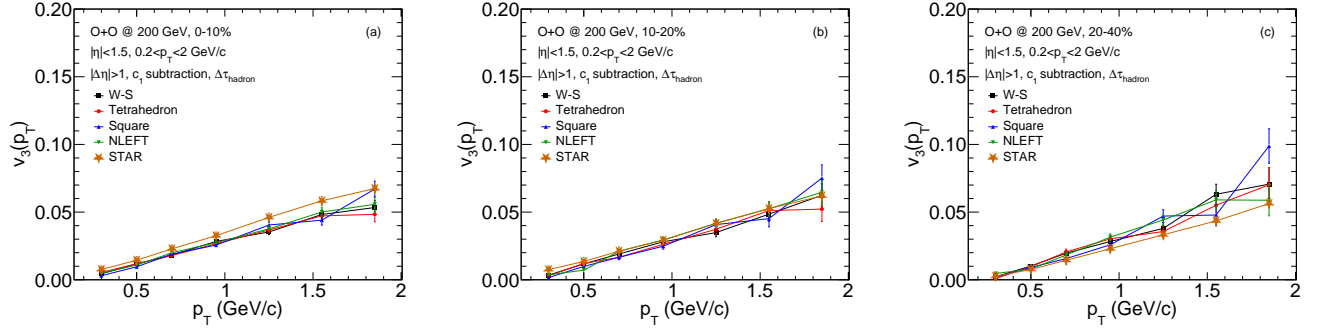 0.20
O+O @ 200 GeV, 0-10% (a)
|η|<1.5, 0.2<p_T<2 GeV/c
0.15
|Δη|>1, c_1 subtraction, Δτ_hadron
W-S
Tetrahedron
Square
NLEFT
STAR
0.10
v_3(p_T)
0.05
0.00
0.5 1 1.5 2
p_T (GeV/c)
0.20
O+O @ 200 GeV, 10-20% (b)
|η|<1.5, 0.2<p_T<2 GeV/c
0.15
|Δη|>1, c_1 subtraction, Δτ_hadron
W-S
Tetrahedron
Square
NLEFT
STAR
0.10
v_3(p_T)
0.05
0.00
0.5 1 1.5 2
p_T (GeV/c)
0.20
O+O @ 200 GeV, 20-40%
(c)
|η|<1.5, 0.2<p_T<2 GeV/c
0.15
|Δη|>1, c_1 subtraction, Δτ_hadron
W-S
Tetrahedron
Square
NLEFT
STAR
0.10
v_3(p_T)
0.05
0.00
0.5 1 1.5 2
p_T (GeV/c)